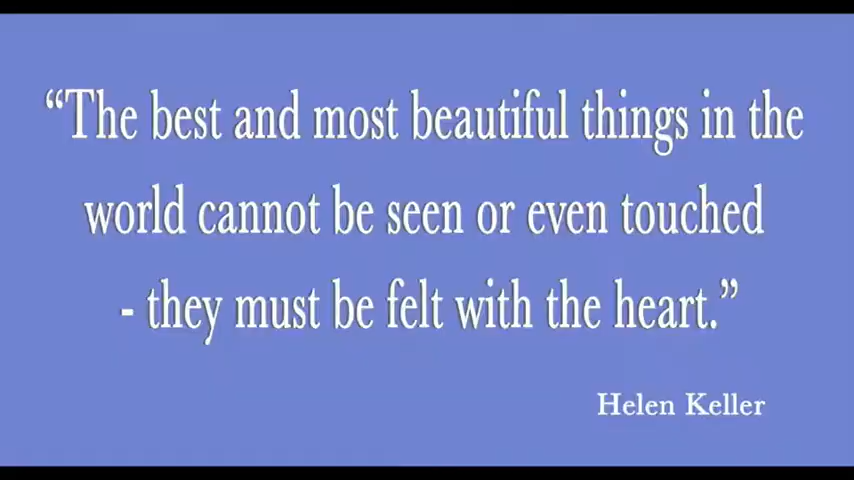 “The best and most beautiful things in the
world cannot be seen or even touched
- they must be felt with the heart.”
Helen Keller